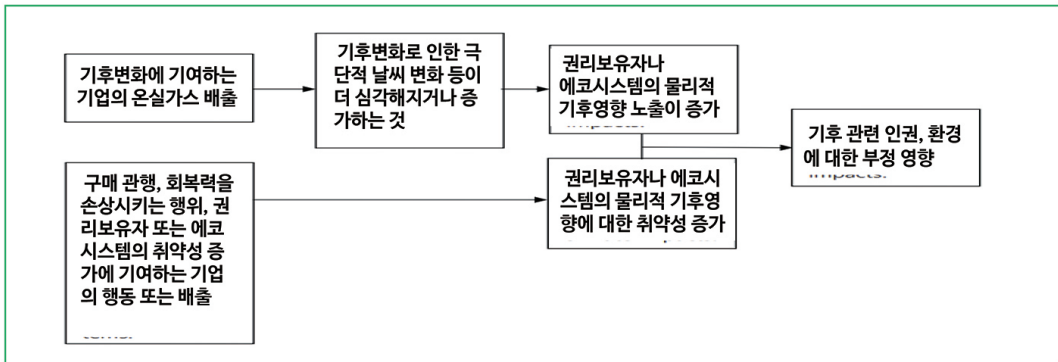 기후변화에 기여하는
기업의 온실가스 배출
기후변화로 인한 극
단적 날씨 변화 등이
더 심각해지거나 증
가하는 것
권리보유자나
에코시스템의 물리적
기후영향 노출이 증가
기후 관련 인권, 환경
에 대한 부정 영향
구매 관행, 회복력을
손상시키는 행위, 권
리보유자 또는 에코
시스템의 취약성 증
가에 기여하는 기업
의 행동 또는 배출
권리보유자나 에코시
스템의 물리적 기후영
향에 대한 취약성 증가